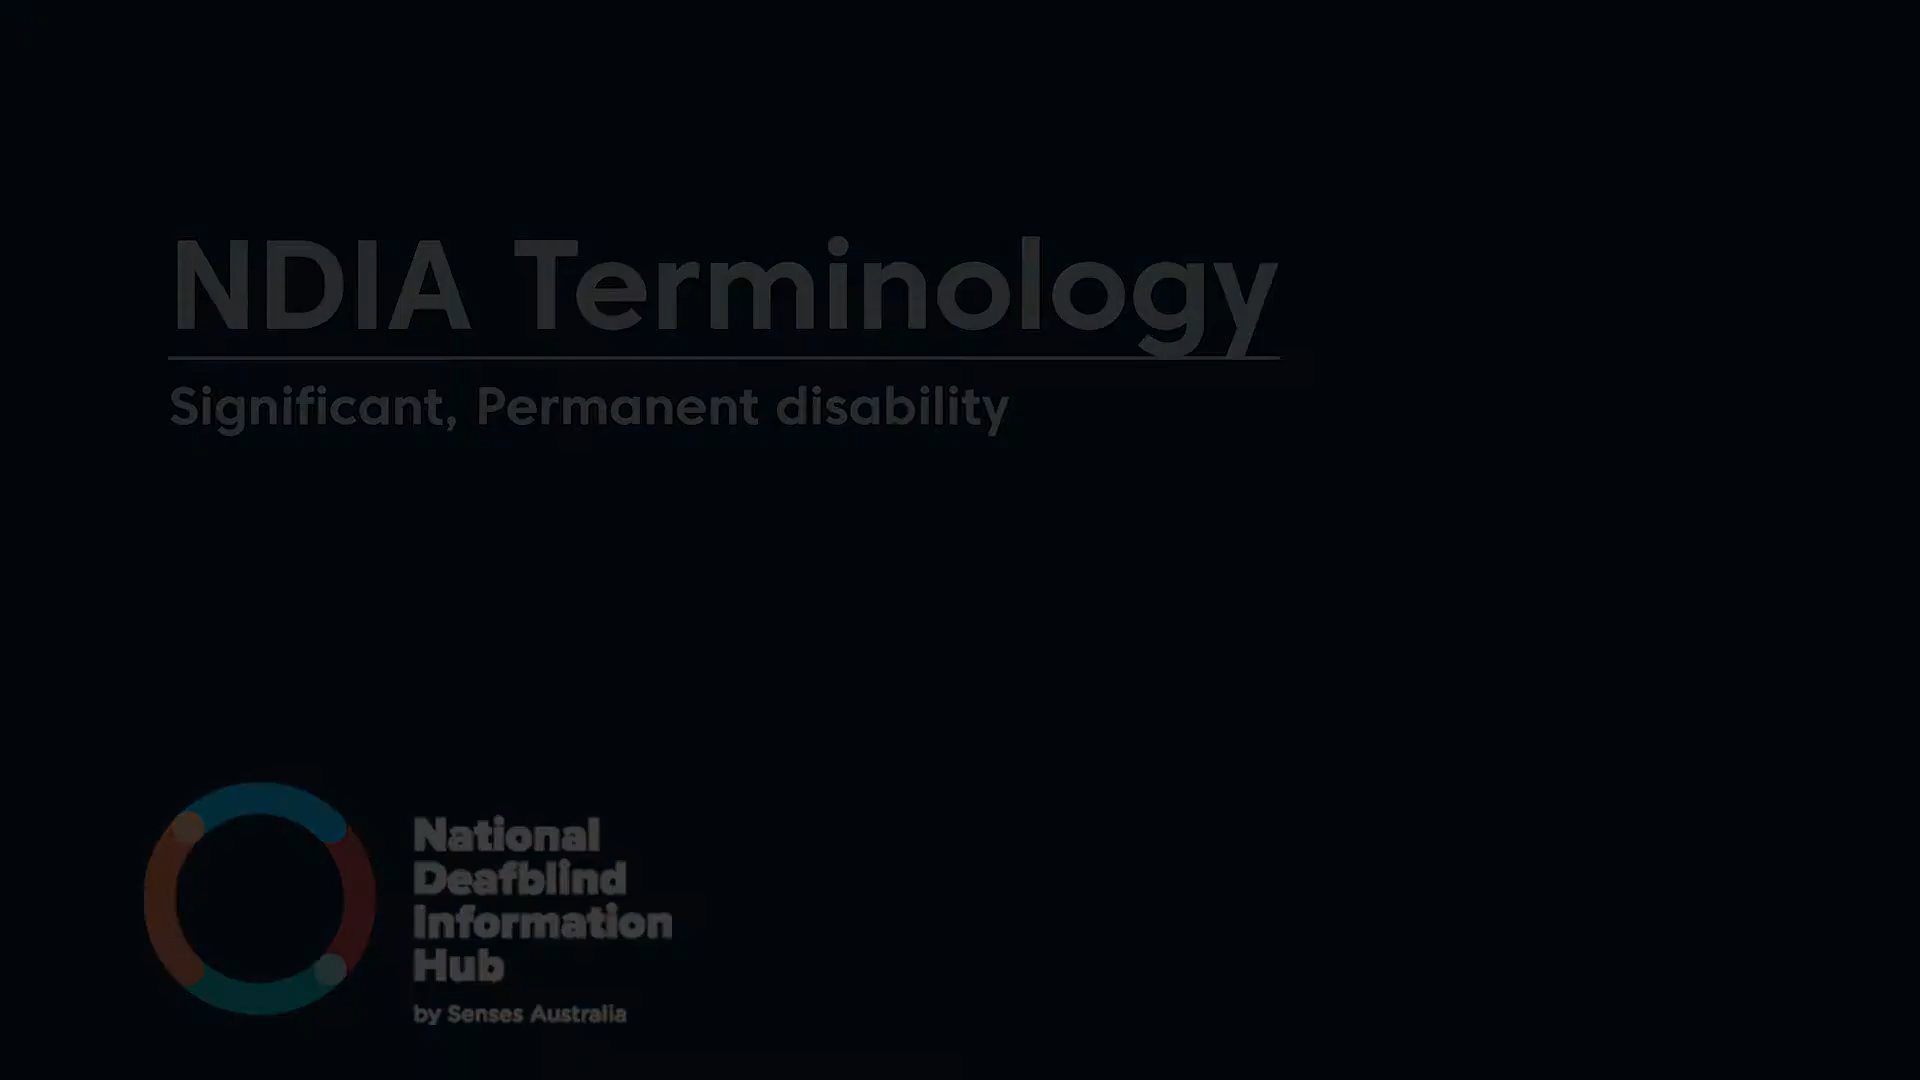 NDIA Terminology
Significant, Permanent disability
National
Deafblind
Information
Hub
by Senses Australia